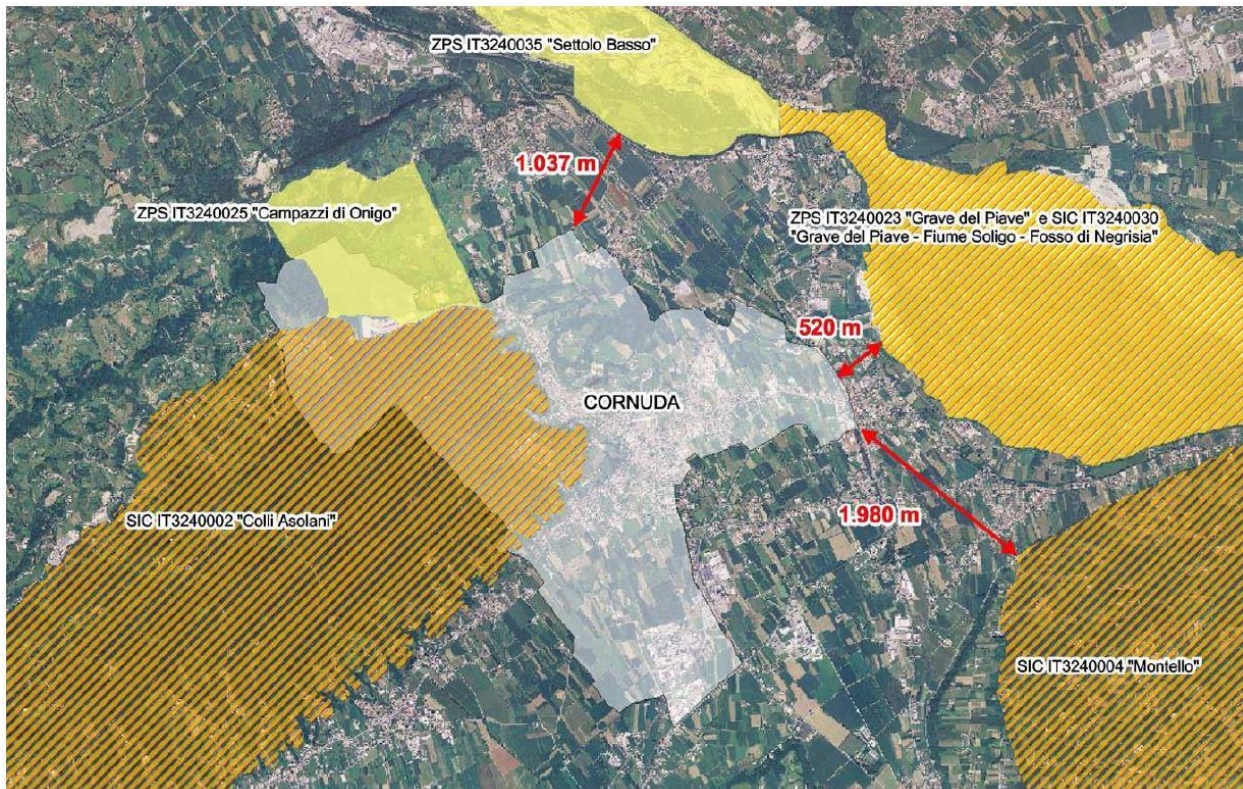 ZPS IT3240035 "Settolo Basso"
1.037 m
ZPS IT3240025 "Campazzi di Onigo"
ZPS IT3240023 "Grave del Piave" e SIC IT3240030
"Grave del Piave - Fiume Soligo - Fosso di Negrisia"
520 m
CORNUDA
SIC IT3240002 "Colli Asolani"
1.980 m
SIC IT3240004 "Montello"